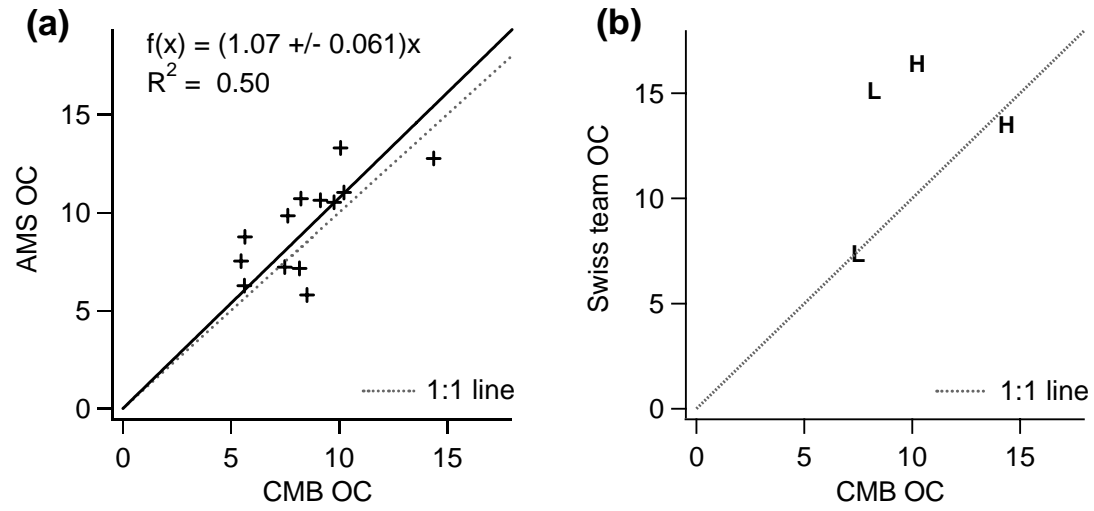 (a)
f(x) = (1.07 +/- 0.061)x
R2 = 0.50
15
10
5
0
AMS OC
1:1 line
0 5 10 15
CMB OC
(b)
H
L
H
L
15
10
5
0
Swiss team OC
1:1 line
0 5 10 15
CMB OC